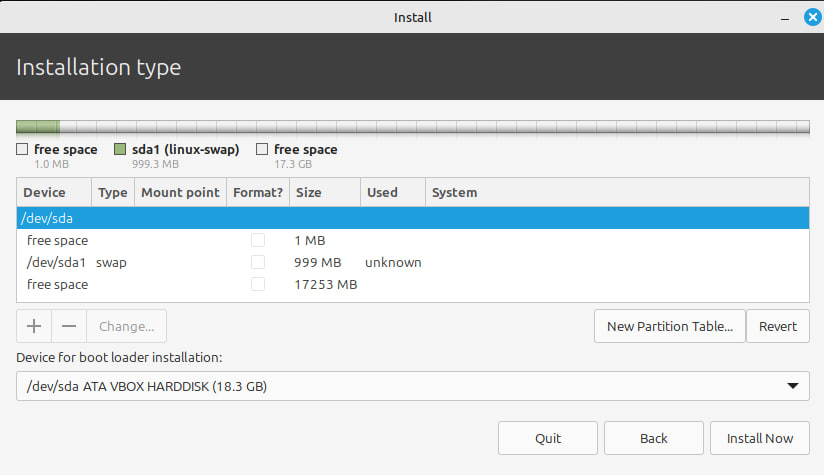 Install
Installation type
free space sda1 (linux-swap) free space
1.0 MB 999.3 MB 17.3 GB
Device Type Mount point Format? Size Used System
/dev/sda
free space 1 MB
/dev/sda1 swap 999 MB unknown
free space 17253 MB
+ − Change... New Partition Table... Revert
Device for boot loader installation:
/dev/sda ATA VBOX HARDDISK (18.3 GB)
Quit Back Install Now